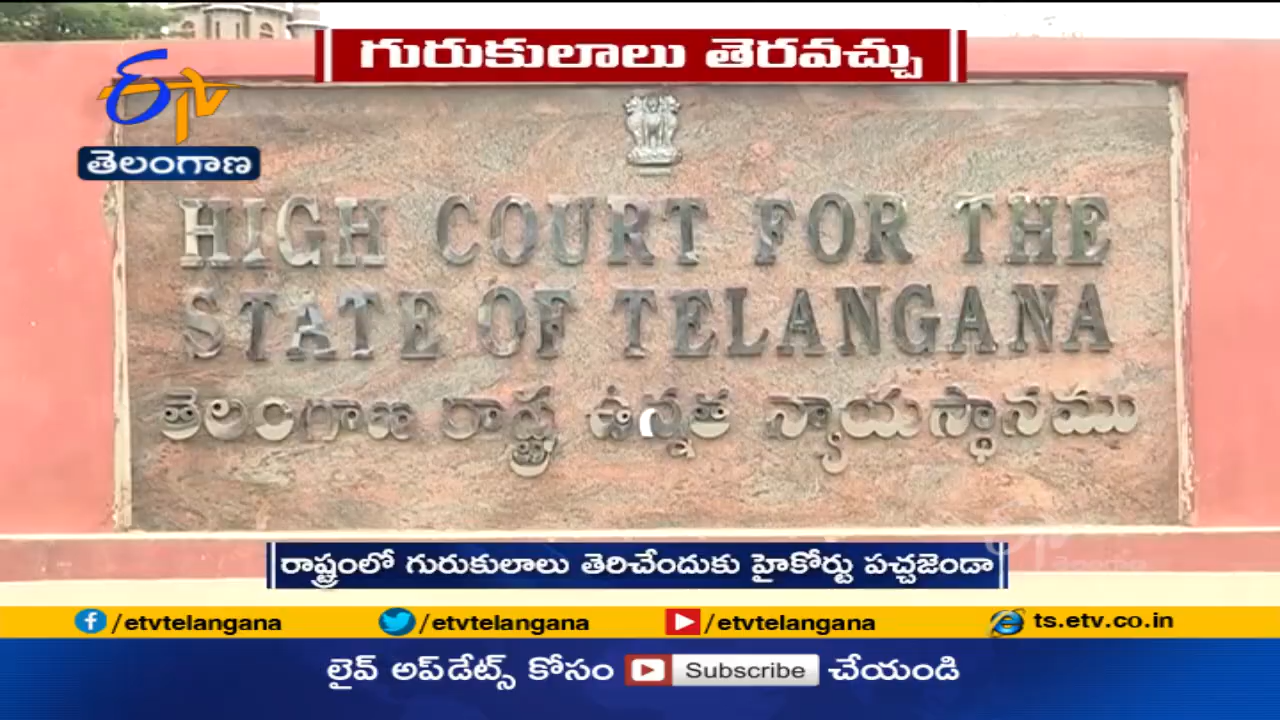 గురుకులాలు తెరవచ్చు
ETV
తెలంగాణ
HIGH COURT FOR THE
STATE OF TELANGANA
తెలంగాణ రాష్ట్ర ఉన్నత న్యాయస్థానము
రాష్ట్రంలో గురుకులాలు తెరిచేందుకు హైకోర్టు పచ్చజెండా
/etvtelangana /etvtelangana /etvtelangana ts.etv.co.in
లైవ్ అప్‌డేట్స్ కోసం Subscribe చేయండి